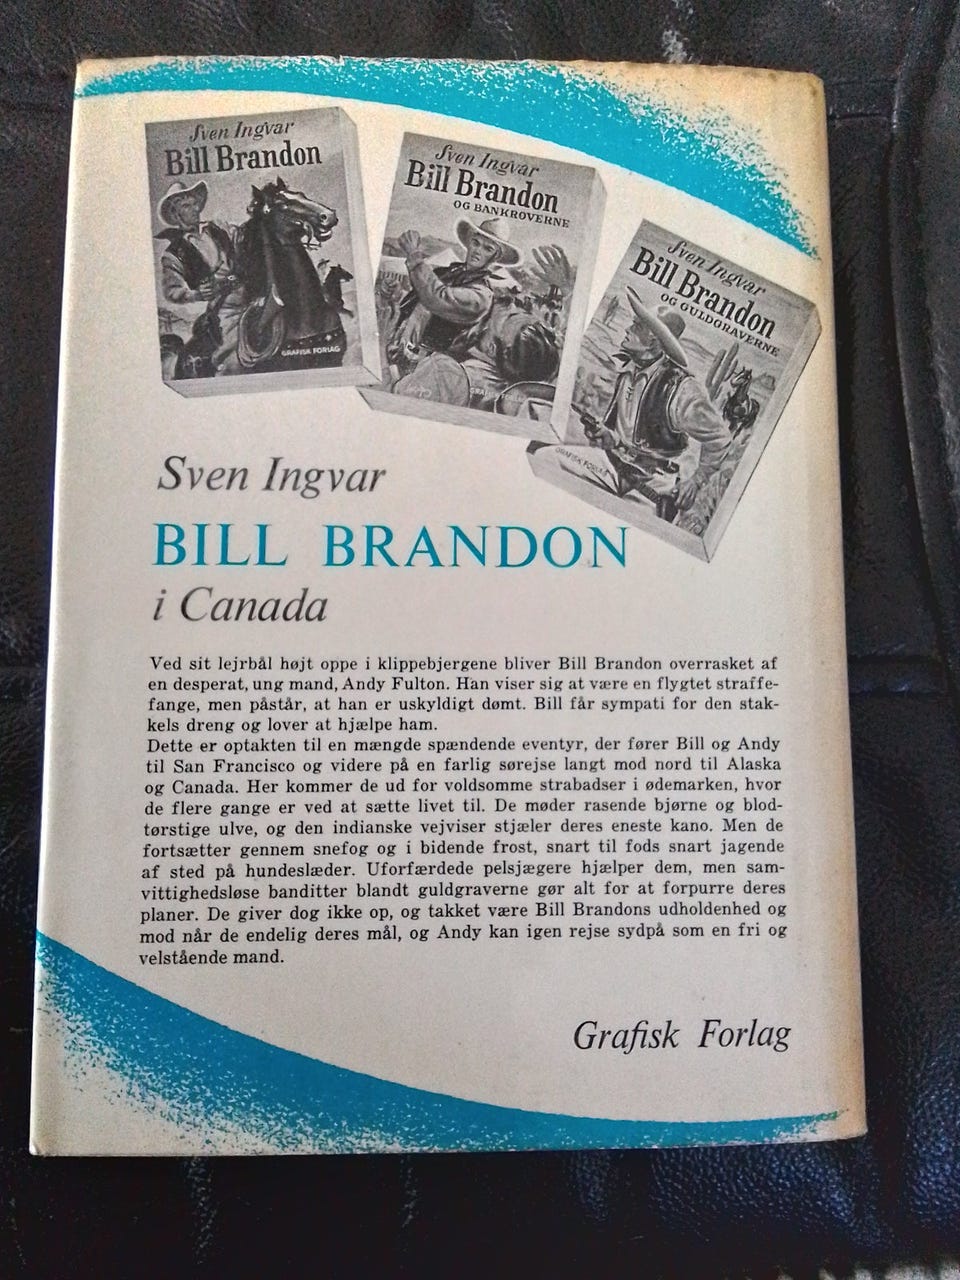 Sven Ingvar
Bill Brandon
GRAFISK FORLAG
Sven Ingvar
Bill Brandon
OG BANKRØVERNE
GRAFISK FORLAG
Sven Ingvar
Bill Brandon
OG GULDGRAVERNE
GRAFISK FORLAG
Sven Ingvar
BILL BRANDON
i Canada
Ved sit lejrbål højt oppe i klippebjergene bliver Bill Brandon overrasket af
en desperat, ung mand, Andy Fulton. Han viser sig at være en flygtet straffe-
fange, men påstår, at han er uskyldigt dømt. Bill får sympati for den stak-
kels dreng og lover at hjælpe ham.
Dette er optakten til en mængde spændende eventyr, der fører Bill og Andy
til San Francisco og videre på en farlig sørejse langt mod nord til Alaska
og Canada. Her kommer de ud for voldsomme strabadser i ødemarken, hvor
de flere gange er ved at sætte livet til. De møder rasende bjørne og blod-
tørstige ulve, og den indianske vejviser stjæler deres eneste kano. Men de
fortsætter gennem snefog og i bidende frost, snart til fods snart jagende
af sted på hundeslæder. Uforfærdede pelsjægere hjælper dem, men sam-
vittighedsløse banditter blandt guldgraverne gør alt for at forpurre deres
planer. De giver dog ikke op, og takket være Bill Brandons udholdenhed og
mod når de endelig deres mål, og Andy kan igen rejse sydpå som en fri og
velstående mand.
Grafisk Forlag